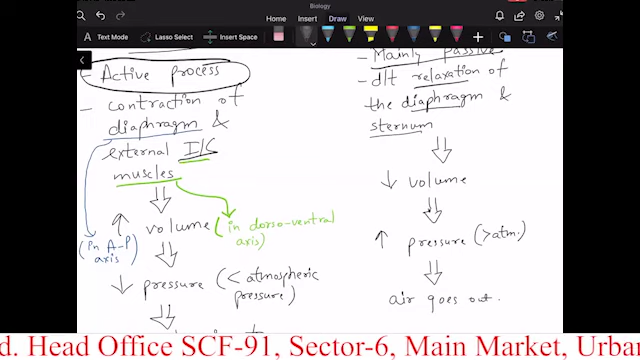 Biology
Home
Insert
Draw
View
Text Mode
Lasso Select
Insert Space
- Active process
- contraction of
diaphragm &
external I/C
muscles
↑ volume (in dorso-ventral
axis)
(in A-P
axis)
↓ pressure (< atmospheric
pressure)
- Mainly passive
- d/t relaxation of
the diaphragm &
sternum
↓ volume
↑ pressure (>atm.)
air goes out.
d. Head Office SCF-91, Sector-6, Main Market, Urba